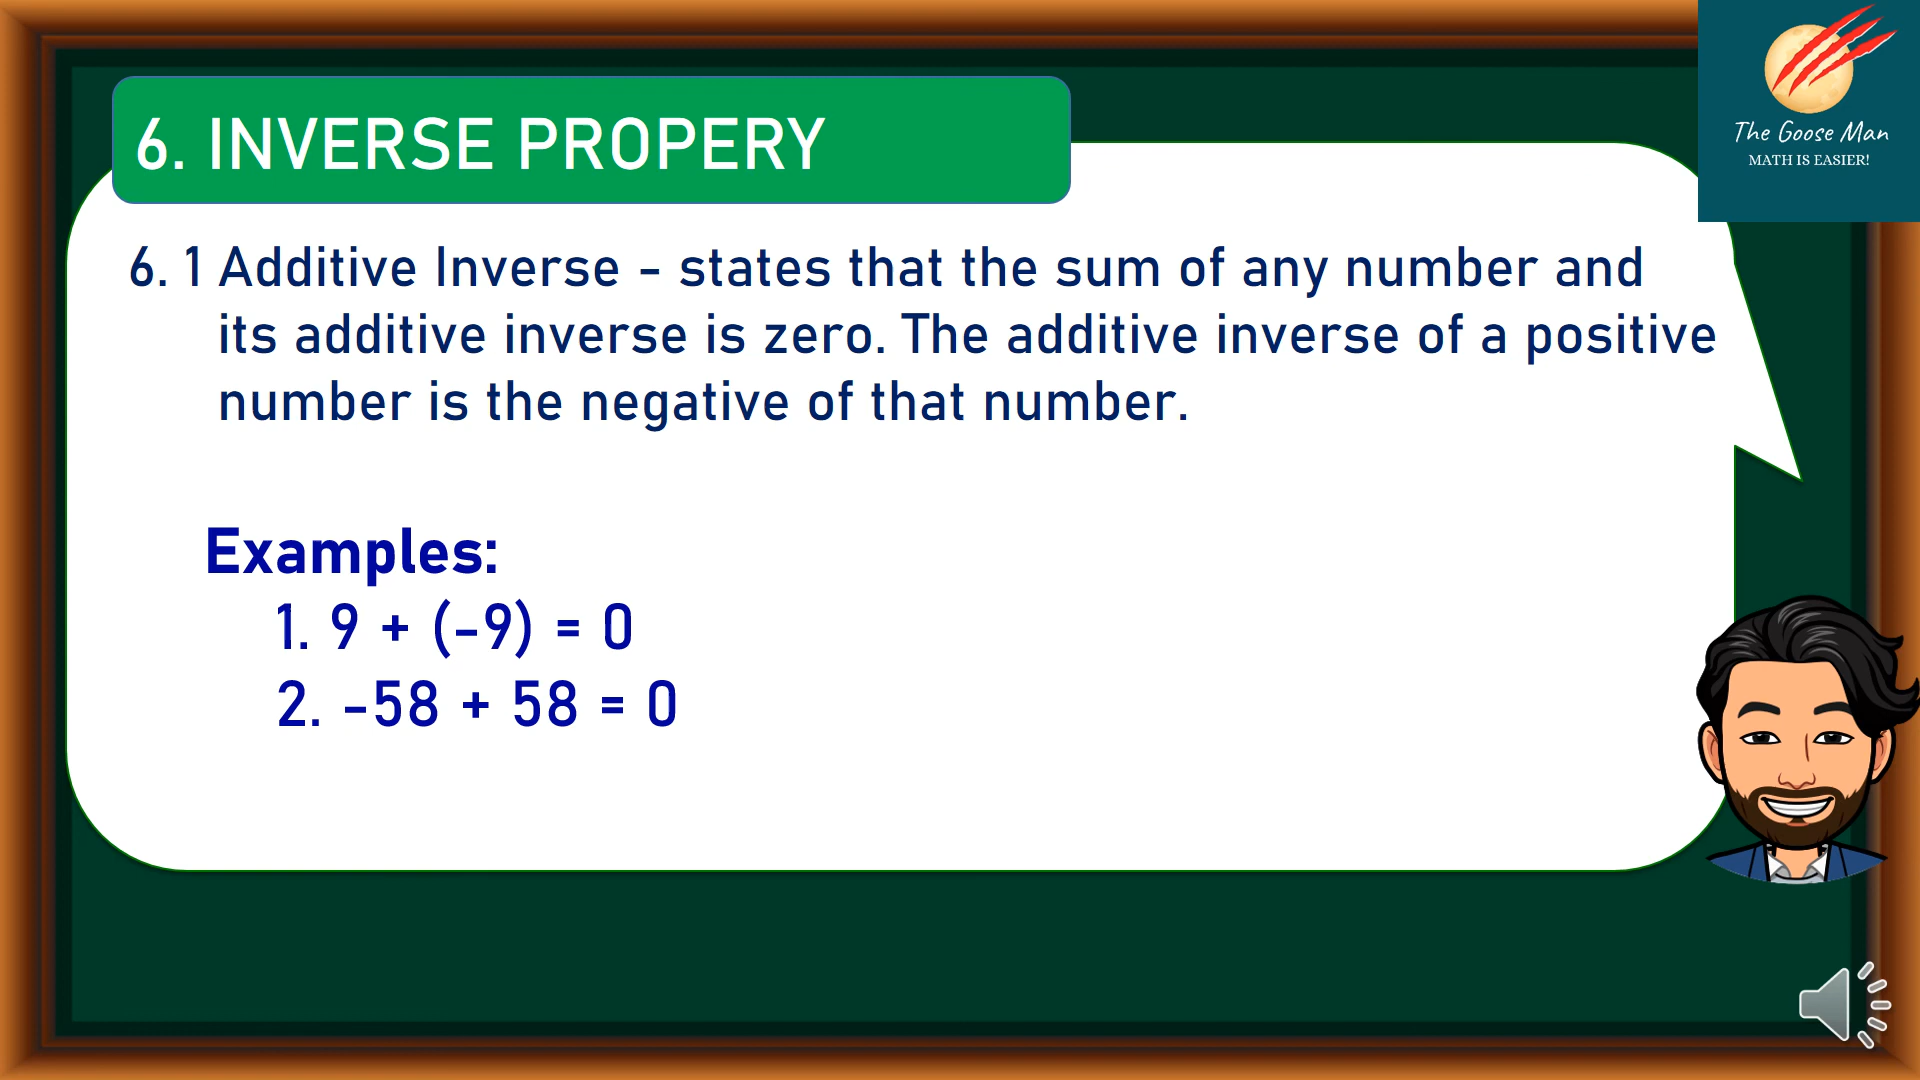 6. INVERSE PROPERY
The Goose Man
MATH IS EASIER!
6. 1 Additive Inverse - states that the sum of any number and
its additive inverse is zero. The additive inverse of a positive
number is the negative of that number.
Examples:
1. 9 + (-9) = 0
2. -58 + 58 = 0